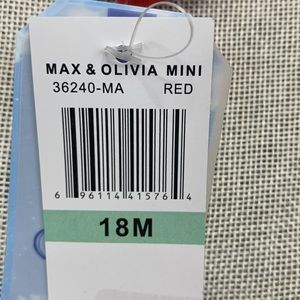 MAX & OLIVIA MINI
36240-MA RED
6 96114 41576 4
18M